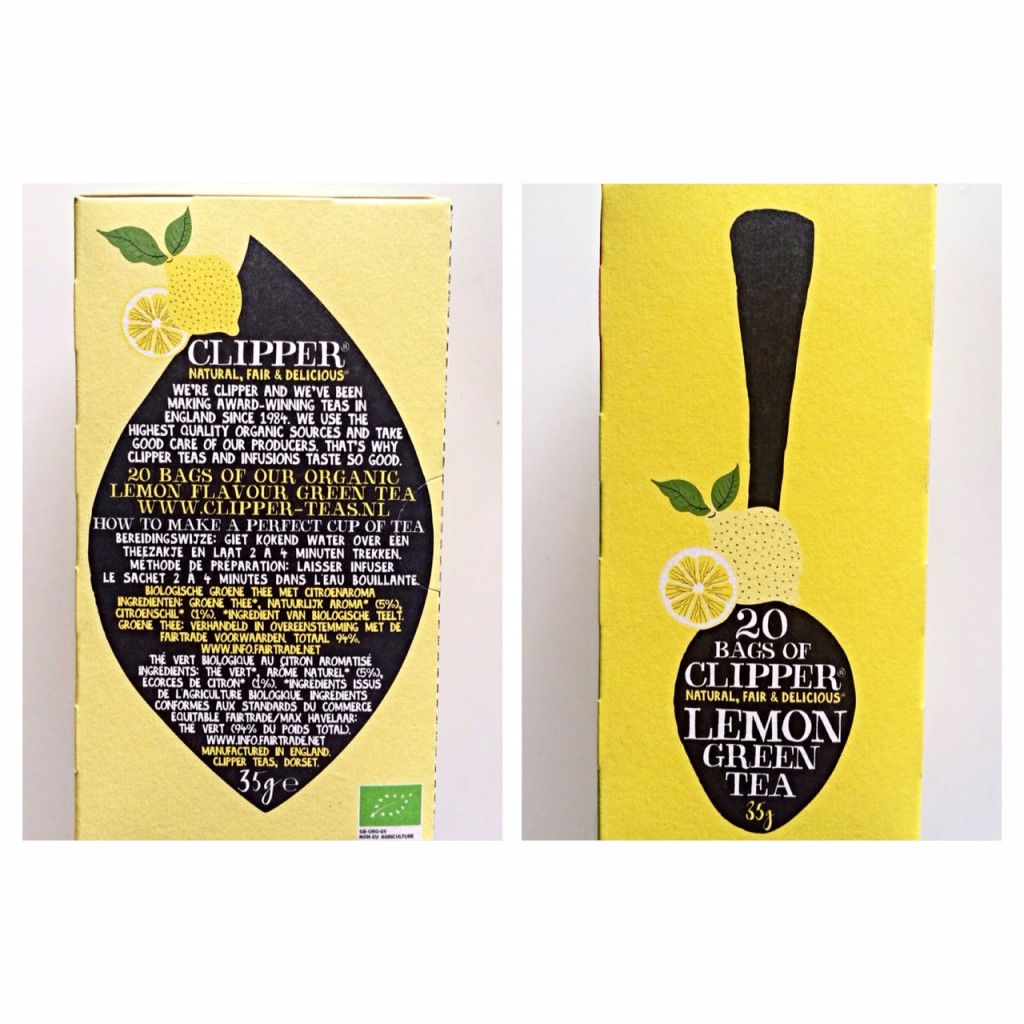 CLIPPER®
NATURAL, FAIR & DELICIOUS®
WE'RE CLIPPER AND WE'VE BEEN
MAKING AWARD-WINNING TEAS IN
ENGLAND SINCE 1984. WE USE THE
HIGHEST QUALITY ORGANIC SOURCES AND TAKE
GOOD CARE OF OUR PRODUCERS. THAT'S WHY
CLIPPER TEAS AND INFUSIONS TASTE SO GOOD.
20 BAGS OF OUR ORGANIC
LEMON FLAVOUR GREEN TEA
WWW.CLIPPER-TEAS.NL
HOW TO MAKE A PERFECT CUP OF TEA
BEREIDINGSWIJZE: GIET KOKEND WATER OVER EEN
THEEZAKJE EN LAAT 2 À 4 MINUTEN TREKKEN.
MÉTHODE DE PRÉPARATION: LAISSER INFUSER
LE SACHET 2 À 4 MINUTES DANS L'EAU BOUILLANTE.
BIOLOGISCHE GROENE THEE MET CITROENAROMA
INGREDIENTEN: GROENE THEE*, NATUURLIJK AROMA* (5%),
CITROENSCHIL* (1%). *INGREDIENT VAN BIOLOGISCHE TEELT.
GROENE THEE: VERHANDELD IN OVEREENSTEMMING MET DE
FAIRTRADE VOORWAARDEN. TOTAAL 94%.
WWW.INFO.FAIRTRADE.NET
THÉ VERT BIOLOGIQUE AU CITRON AROMATISÉ
INGRÉDIENTS: THÉ VERT*, ARÔME NATUREL* (5%),
ECORCES DE CITRON* (1%). *INGRÉDIENTS ISSUS
DE L'AGRICULTURE BIOLOGIQUE. INGRÉDIENTS
CONFORMES AUX STANDARDS DU COMMERCE
EQUITABLE FAIRTRADE/MAX HAVELAAR:
THÉ VERT (94% DU POIDS TOTAL).
WWW.INFO.FAIRTRADE.NET
MANUFACTURED IN ENGLAND.
CLIPPER TEAS, DORSET.
35g ℮
GB-ORG-05
NON-EU AGRICULTURE
20
BAGS OF
CLIPPER®
NATURAL, FAIR & DELICIOUS®
LEMON
GREEN
TEA
35g